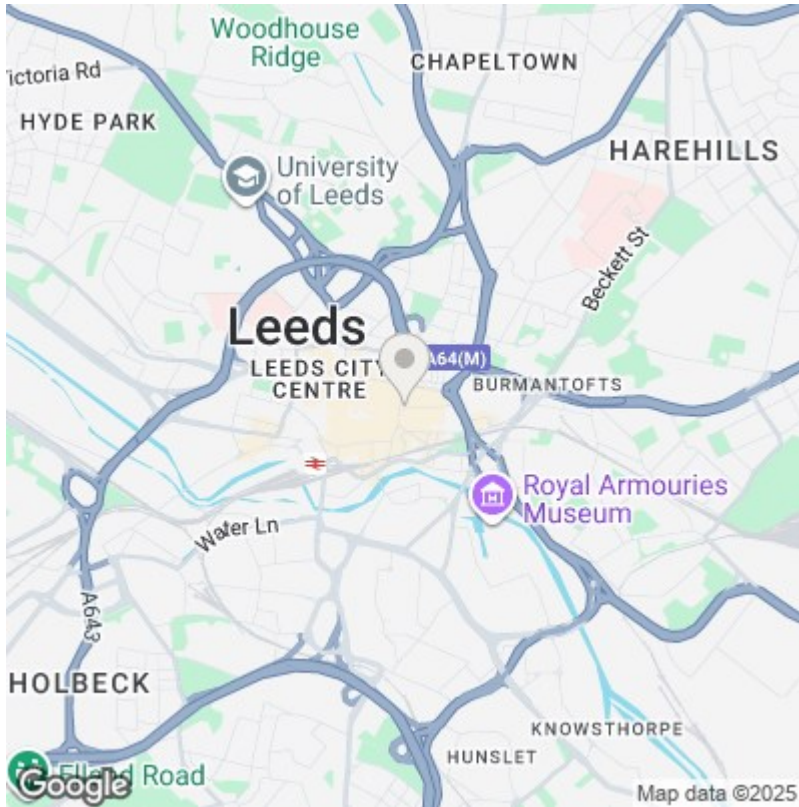 Woodhouse
Ridge
CHAPELTOWN
Victoria Rd
HYDE PARK
HAREHILLS
University
of Leeds
Beckett St
Leeds
LEEDS CITY
CENTRE
A64(M)
BURMANTOFTS
Royal Armouries
Museum
Water Ln
A643
HOLBECK
KNOWSTHORPE
HUNSLET
Elland Road
Google
Map data ©2025